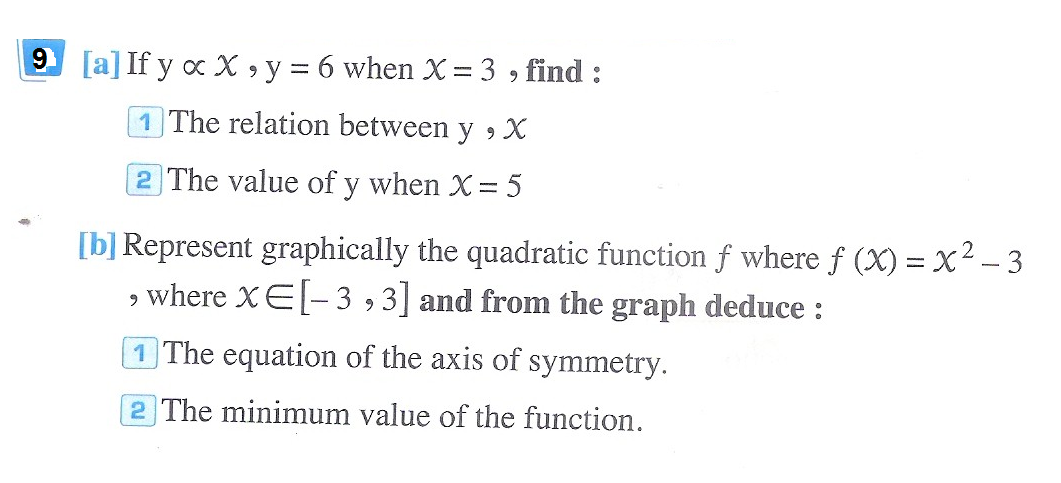 9 [a] If y ∝ X , y = 6 when X = 3 , find :
1 The relation between y , X
2 The value of y when X = 5
[b] Represent graphically the quadratic function f where f (X) = X² – 3
, where X ∈ [– 3 , 3] and from the graph deduce :
1 The equation of the axis of symmetry.
2 The minimum value of the function.